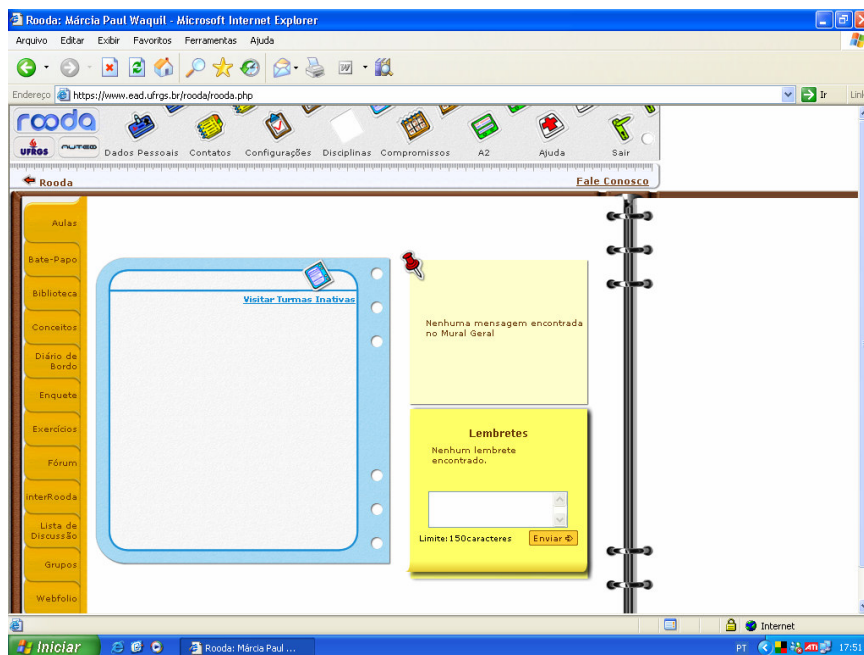 Rooda: Márcia Paul Waquil - Microsoft Internet Explorer
Arquivo Editar Exibir Favoritos Ferramentas Ajuda
Endereço https://www.ead.ufrgs.br/rooda/rooda.php Ir Link
rooda
UFRGS NUTED
Dados Pessoais Contatos Configurações Disciplinas Compromissos A2 Ajuda Sair
Rooda Fale Conosco
Aulas
Bate-Papo
Biblioteca
Conceitos
Diário de
Bordo
Enquete
Exercícios
Fórum
interRooda
Lista de
Discussão
Grupos
Webfolio
Visitar Turmas Inativas
Nenhuma mensagem encontrada
no Mural Geral
Lembretes
Nenhum lembrete
encontrado.
Limite:150caracteres Enviar
Internet
Iniciar Rooda: Márcia Paul ... PT ATI 17:51